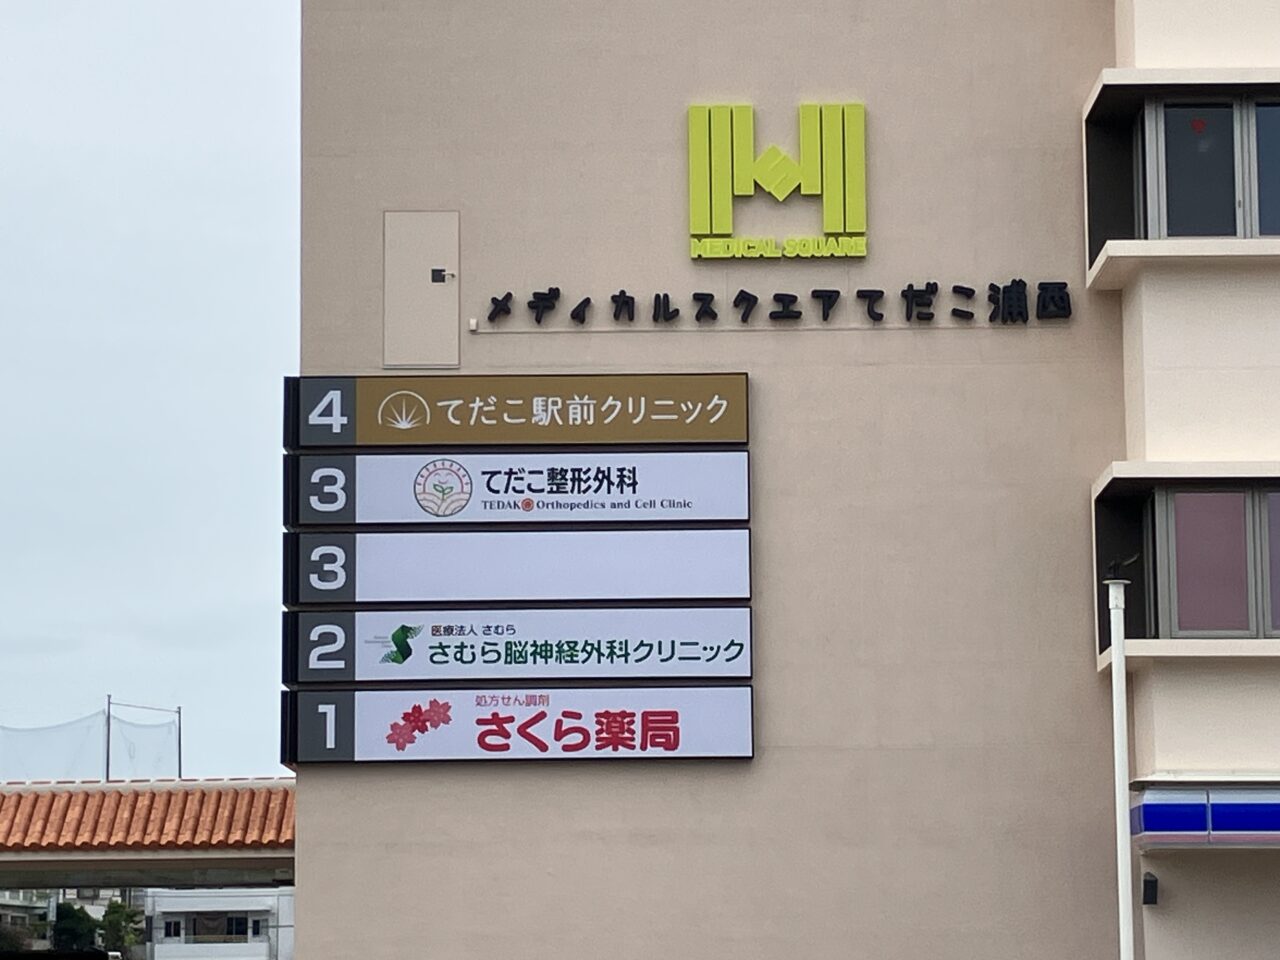 MEDICAL SQUARE
メディカルスクエアてだこ浦西
4 てだこ駅前クリニック
3 てだこ整形外科
TEDAKO Orthopedics and Cell Clinic
3
2 医療法人 さむら
さむら脳神経外科クリニック
1 処方せん調剤
さくら薬局